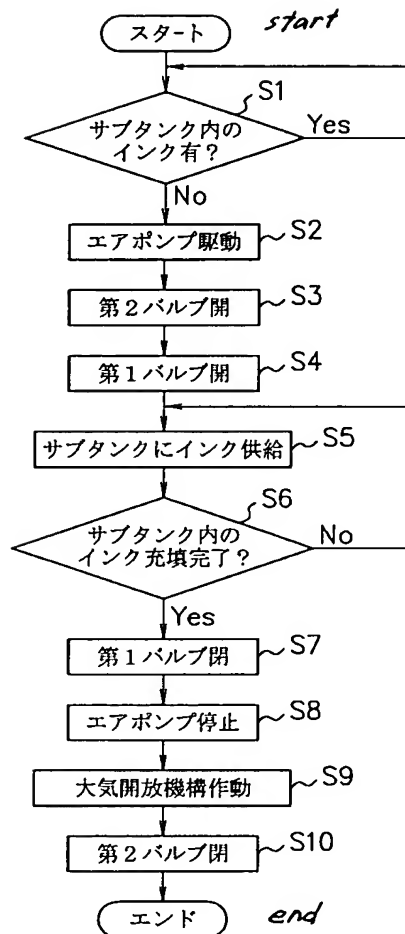 スタート start
S1
サブタンク内の
インク有？
Yes
No
エアポンプ駆動 S2
第2バルブ開 S3
第1バルブ開 S4
サブタンクにインク供給 S5
S6
サブタンク内の
インク充填完了？
No
Yes
第1バルブ閉 S7
エアポンプ停止 S8
大気開放機構作動 S9
第2バルブ閉 S10
エンド end